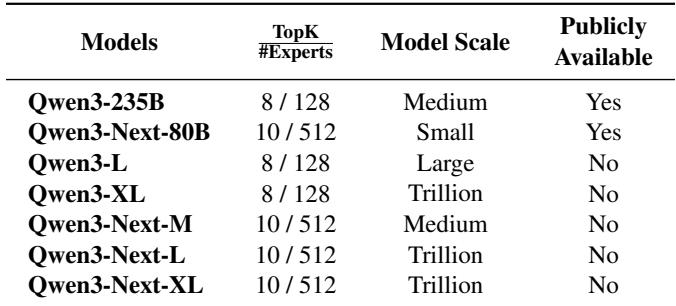 Models TopK/#Experts Model Scale Publicly Available
Qwen3-235B 8 / 128 Medium Yes
Qwen3-Next-80B 10 / 512 Small Yes
Qwen3-L 8 / 128 Large No
Qwen3-XL 8 / 128 Trillion No
Qwen3-Next-M 10 / 512 Medium No
Qwen3-Next-L 10 / 512 Trillion No
Qwen3-Next-XL 10 / 512 Trillion No